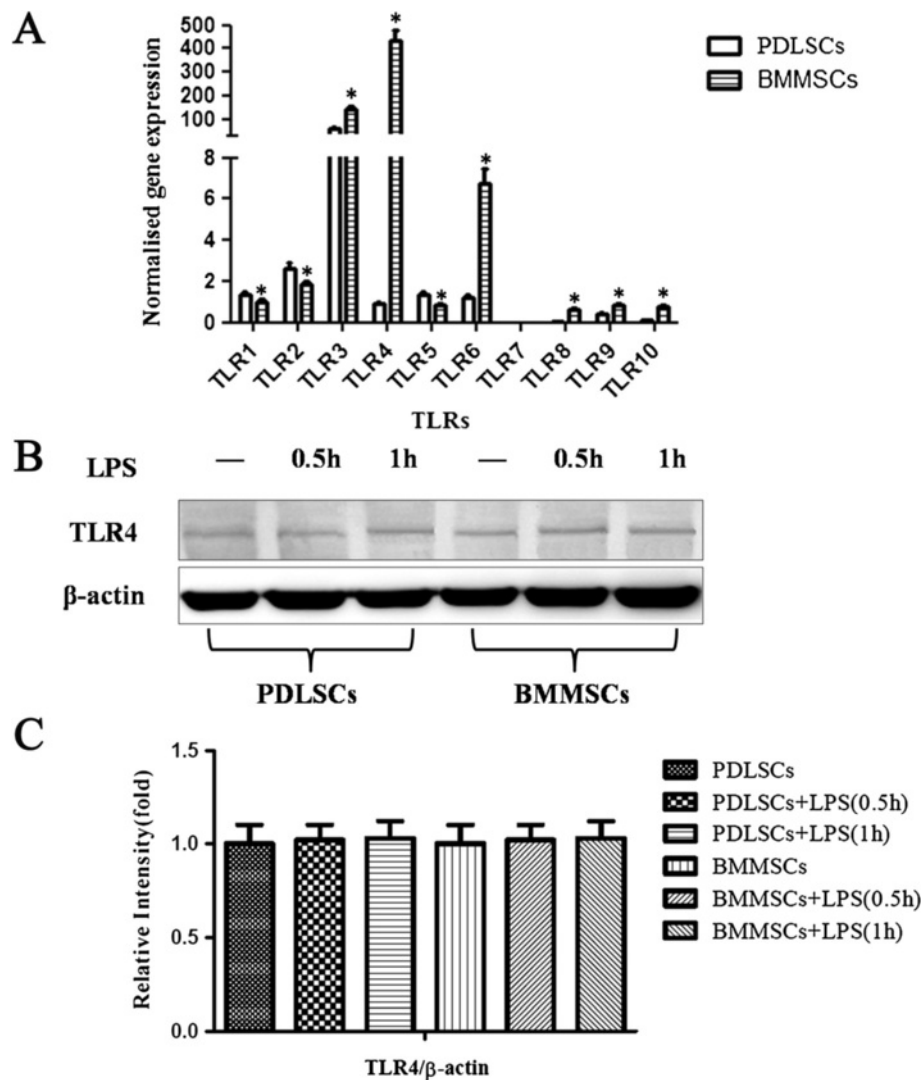 A
Normalised gene expression
500
400
300
200
100
8
6
4
2
0
* * * * * * * * *
TLR1 TLR2 TLR3 TLR4 TLR5 TLR6 TLR7 TLR8 TLR9 TLR10
TLRs
PDLSCs
BMMSCs
B
LPS — 0.5h 1h — 0.5h 1h
TLR4
β-actin
PDLSCs BMMSCs
C
Relative Intensity(fold)
1.5
1.0
0.5
0.0
TLR4/β-actin
PDLSCs
PDLSCs+LPS(0.5h)
PDLSCs+LPS(1h)
BMMSCs
BMMSCs+LPS(0.5h)
BMMSCs+LPS(1h)